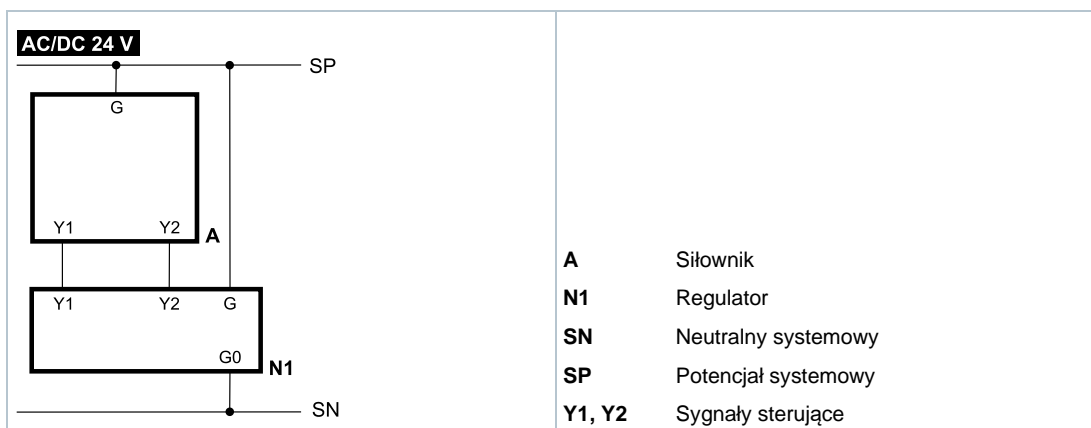 AC/DC 24 V
SP
G
Y1 Y2
A
Y1 Y2 G
G0
N1
SN
A Siłownik
N1 Regulator
SN Neutralny systemowy
SP Potencjał systemowy
Y1, Y2 Sygnały sterujące